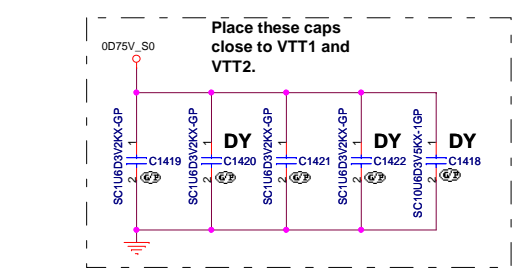 Place these caps
close to VTT1 and
VTT2.
0D75V_S0
SC1U6D3V2KX-GP
1
C1419
2
G/P
SC1U6D3V2KX-GP
1
DY
C1420
2
G/P
SC1U6D3V2KX-GP
1
C1421
2
G/P
SC1U6D3V2KX-GP
1
DY
C1422
2
G/P
SC10U6D3V5KX-1GP
1
DY
C1418
2
G/P